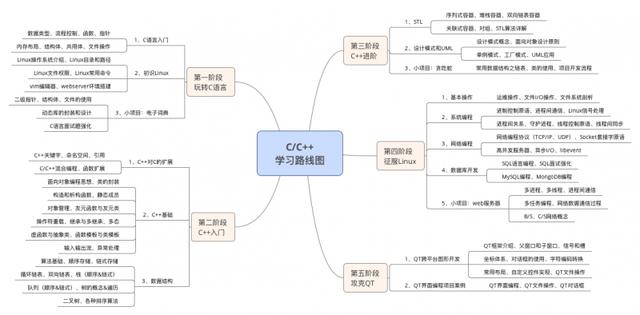 C/C++
学习路线图
第一阶段
玩转C语言
1、C语言入门
数据类型、流程控制、函数、指针
内存布局、结构体、共用体、文件操作
2、初识Linux
Linux操作系统介绍、Linux目录和路径
Linux文件权限、Linux常用命令
vim编辑器、webserver环境搭建
3、小项目：电子词典
二级指针、结构体、文件的使用
动态库的封装和设计
C语言面试题强化
第二阶段
C++入门
1、C++对C的扩展
C++关键字、命名空间、引用
C/C++混合编程、函数扩展
2、C++基础
面向对象编程思想、类的封装
构造和析构函数、静态成员
对象管理、友元函数与友元类
操作符重载、继承与多继承、多态
虚函数与抽象类、函数模板与类模板
输入输出流、异常处理
3、数据结构
算法基础、顺序存储、链式存储
循环链表、双向链表、栈（顺序&链式）
队列（顺序&链式）、树的概念&遍历
二叉树、各种排序算法
第三阶段
C++进阶
1、STL
序列式容器、堆栈容器、双向链表容器
关联式容器、对组、STL算法详解
2、设计模式和UML
设计模式概念、面向对象设计原则
单例模式、工厂模式、UML应用
3、小项目：贪吃蛇
常用数据结构之链表、类的使用、项目开发流程
第四阶段
征服Linux
1、基本操作
运维操作、文件I/O操作、文件系统剖析
2、系统编程
进制控制原语、进程间通信、Linux信号处理
进程间关系、守护进程、线程控制原语、线程间同步
3、网络编程
网络编程协议（TCP/IP、UDP）、Socket套接字原语
高并发服务器、异步I/O、libevent
4、数据库开发
SQL语言编程、SQL面试强化
MySQL编程、MongoDB编程
5、小项目：web服务器
多进程、多线程、进程间通信
多任务编程、网络数据通信过程
B/S、C/S网络概念
第五阶段
攻克QT
1、QT跨平台图形开发
QT框架介绍、父窗口和子窗口、信号和槽
坐标体系、对话框的使用、字符编码转换
常用布局、自定义控件实现、QT文件操作
2、QT界面编程项目案例
QT界面编程、QT文件操作、QT对话框